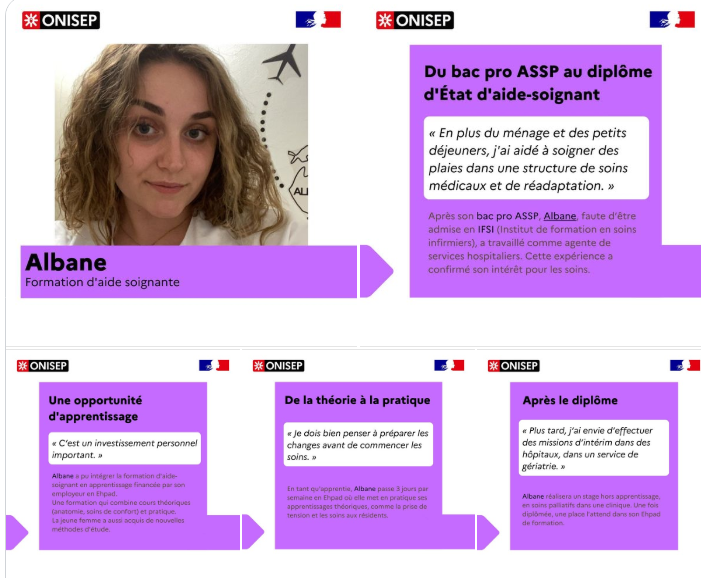 ONISEP
Albane
Formation d'aide soignante
ONISEP
Du bac pro ASSP au diplôme
d'État d'aide-soignant
« En plus du ménage et des petits
déjeuners, j'ai aidé à soigner des
plaies dans une structure de soins
médicaux et de réadaptation. »
Après son bac pro ASSP, Albane, faute d'être
admise en IFSI (Institut de formation en soins
infirmiers), a travaillé comme agente de
services hospitaliers. Cette expérience a
confirmé son intérêt pour les soins.
ONISEP
Une opportunité
d'apprentissage
« C'est un investissement personnel
important. »
Albane a pu intégrer la formation d'aide-
soignant en apprentissage financée par son
employeur en Ehpad.
Une formation qui combine cours théoriques
(anatomie, soins de confort) et pratique.
La jeune femme a aussi acquis de nouvelles
méthodes d'étude.
ONISEP
De la théorie à la pratique
« Je dois bien penser à préparer les
changes avant de commencer les
soins. »
En tant qu'apprentie, Albane passe 3 jours par
semaine en Ehpad où elle met en pratique ses
apprentissages théoriques, comme la prise de
tension et les soins aux résidents.
ONISEP
Après le diplôme
« Plus tard, j'ai envie d'effectuer
des missions d'intérim dans des
hôpitaux, dans un service de
gériatrie. »
Albane réalisera un stage hors apprentissage,
en soins palliatifs dans une clinique. Une fois
diplômée, une place l'attend dans son Ehpad
de formation.